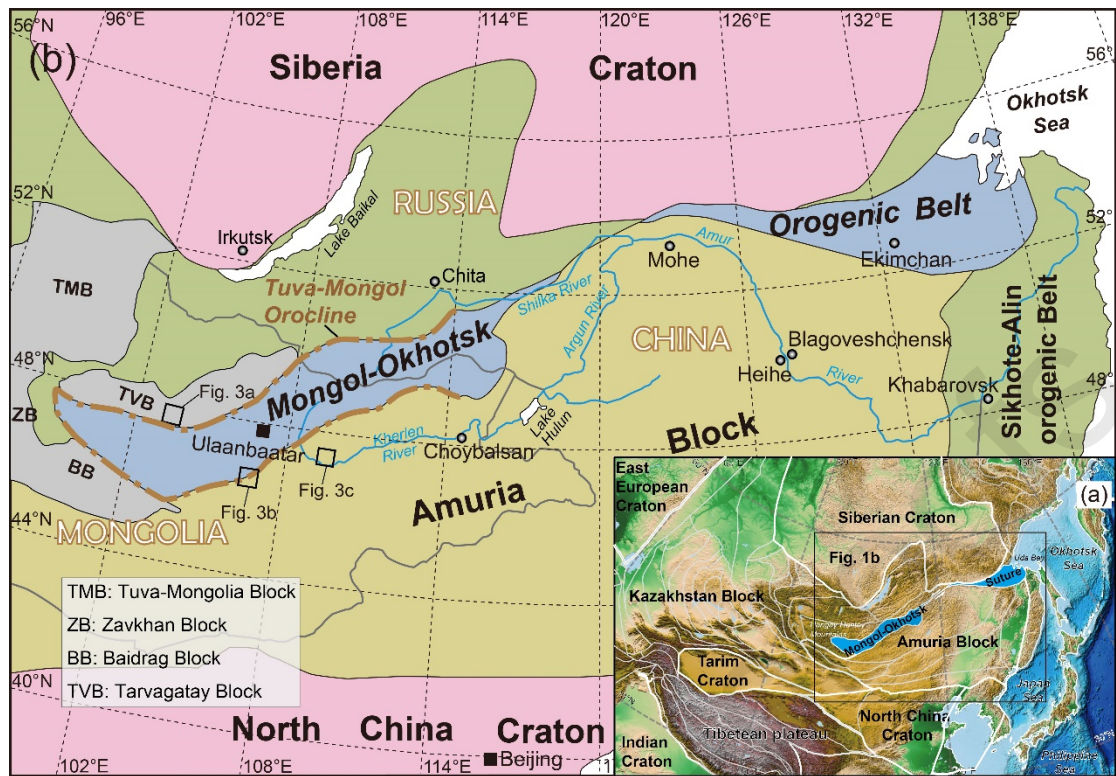 96°E
102°E
108°E
114°E
120°E
126°E
132°E
138°E
56°N
56°N
(b)
Siberia Craton
Okhotsk
Sea
52°N
RUSSIA
Orogenic Belt
52°N
Irkutsk
Lake Baikal
Amur
Mohe
Ekimchan
TMB
Chita
Shilka River
Tuva-Mongol
Orocline
Argun River
CHINA
Sikhote-Alin
orogenic Belt
48°N
Mongol-Okhotsk
Blagoveshchensk
Heihe
River
Khabarovsk
48°N
TVB
Fig. 3a
ZB
Ulaanbaatar
Lake
Hulun
Kherlen
River
Choybalsan
Block
BB
Fig. 3c
Fig. 3b
Amuria
44°N
MONGOLIA
TMB: Tuva-Mongolia Block
ZB: Zavkhan Block
BB: Baidrag Block
TVB: Tarvagatay Block
40°N
North China Craton
Beijing
102°E
108°E
114°E
120°E
(a)
East
European
Craton
Siberian Craton
Fig. 1b
Uda Bay
Okhotsk
Sea
Suture
Kazakhstan Block
Mongol-Okhotsk
Amuria Block
Tarim
Craton
Japan
Sea
North China
Craton
Tibetean plateau
Indian
Craton
Philippine
Sea